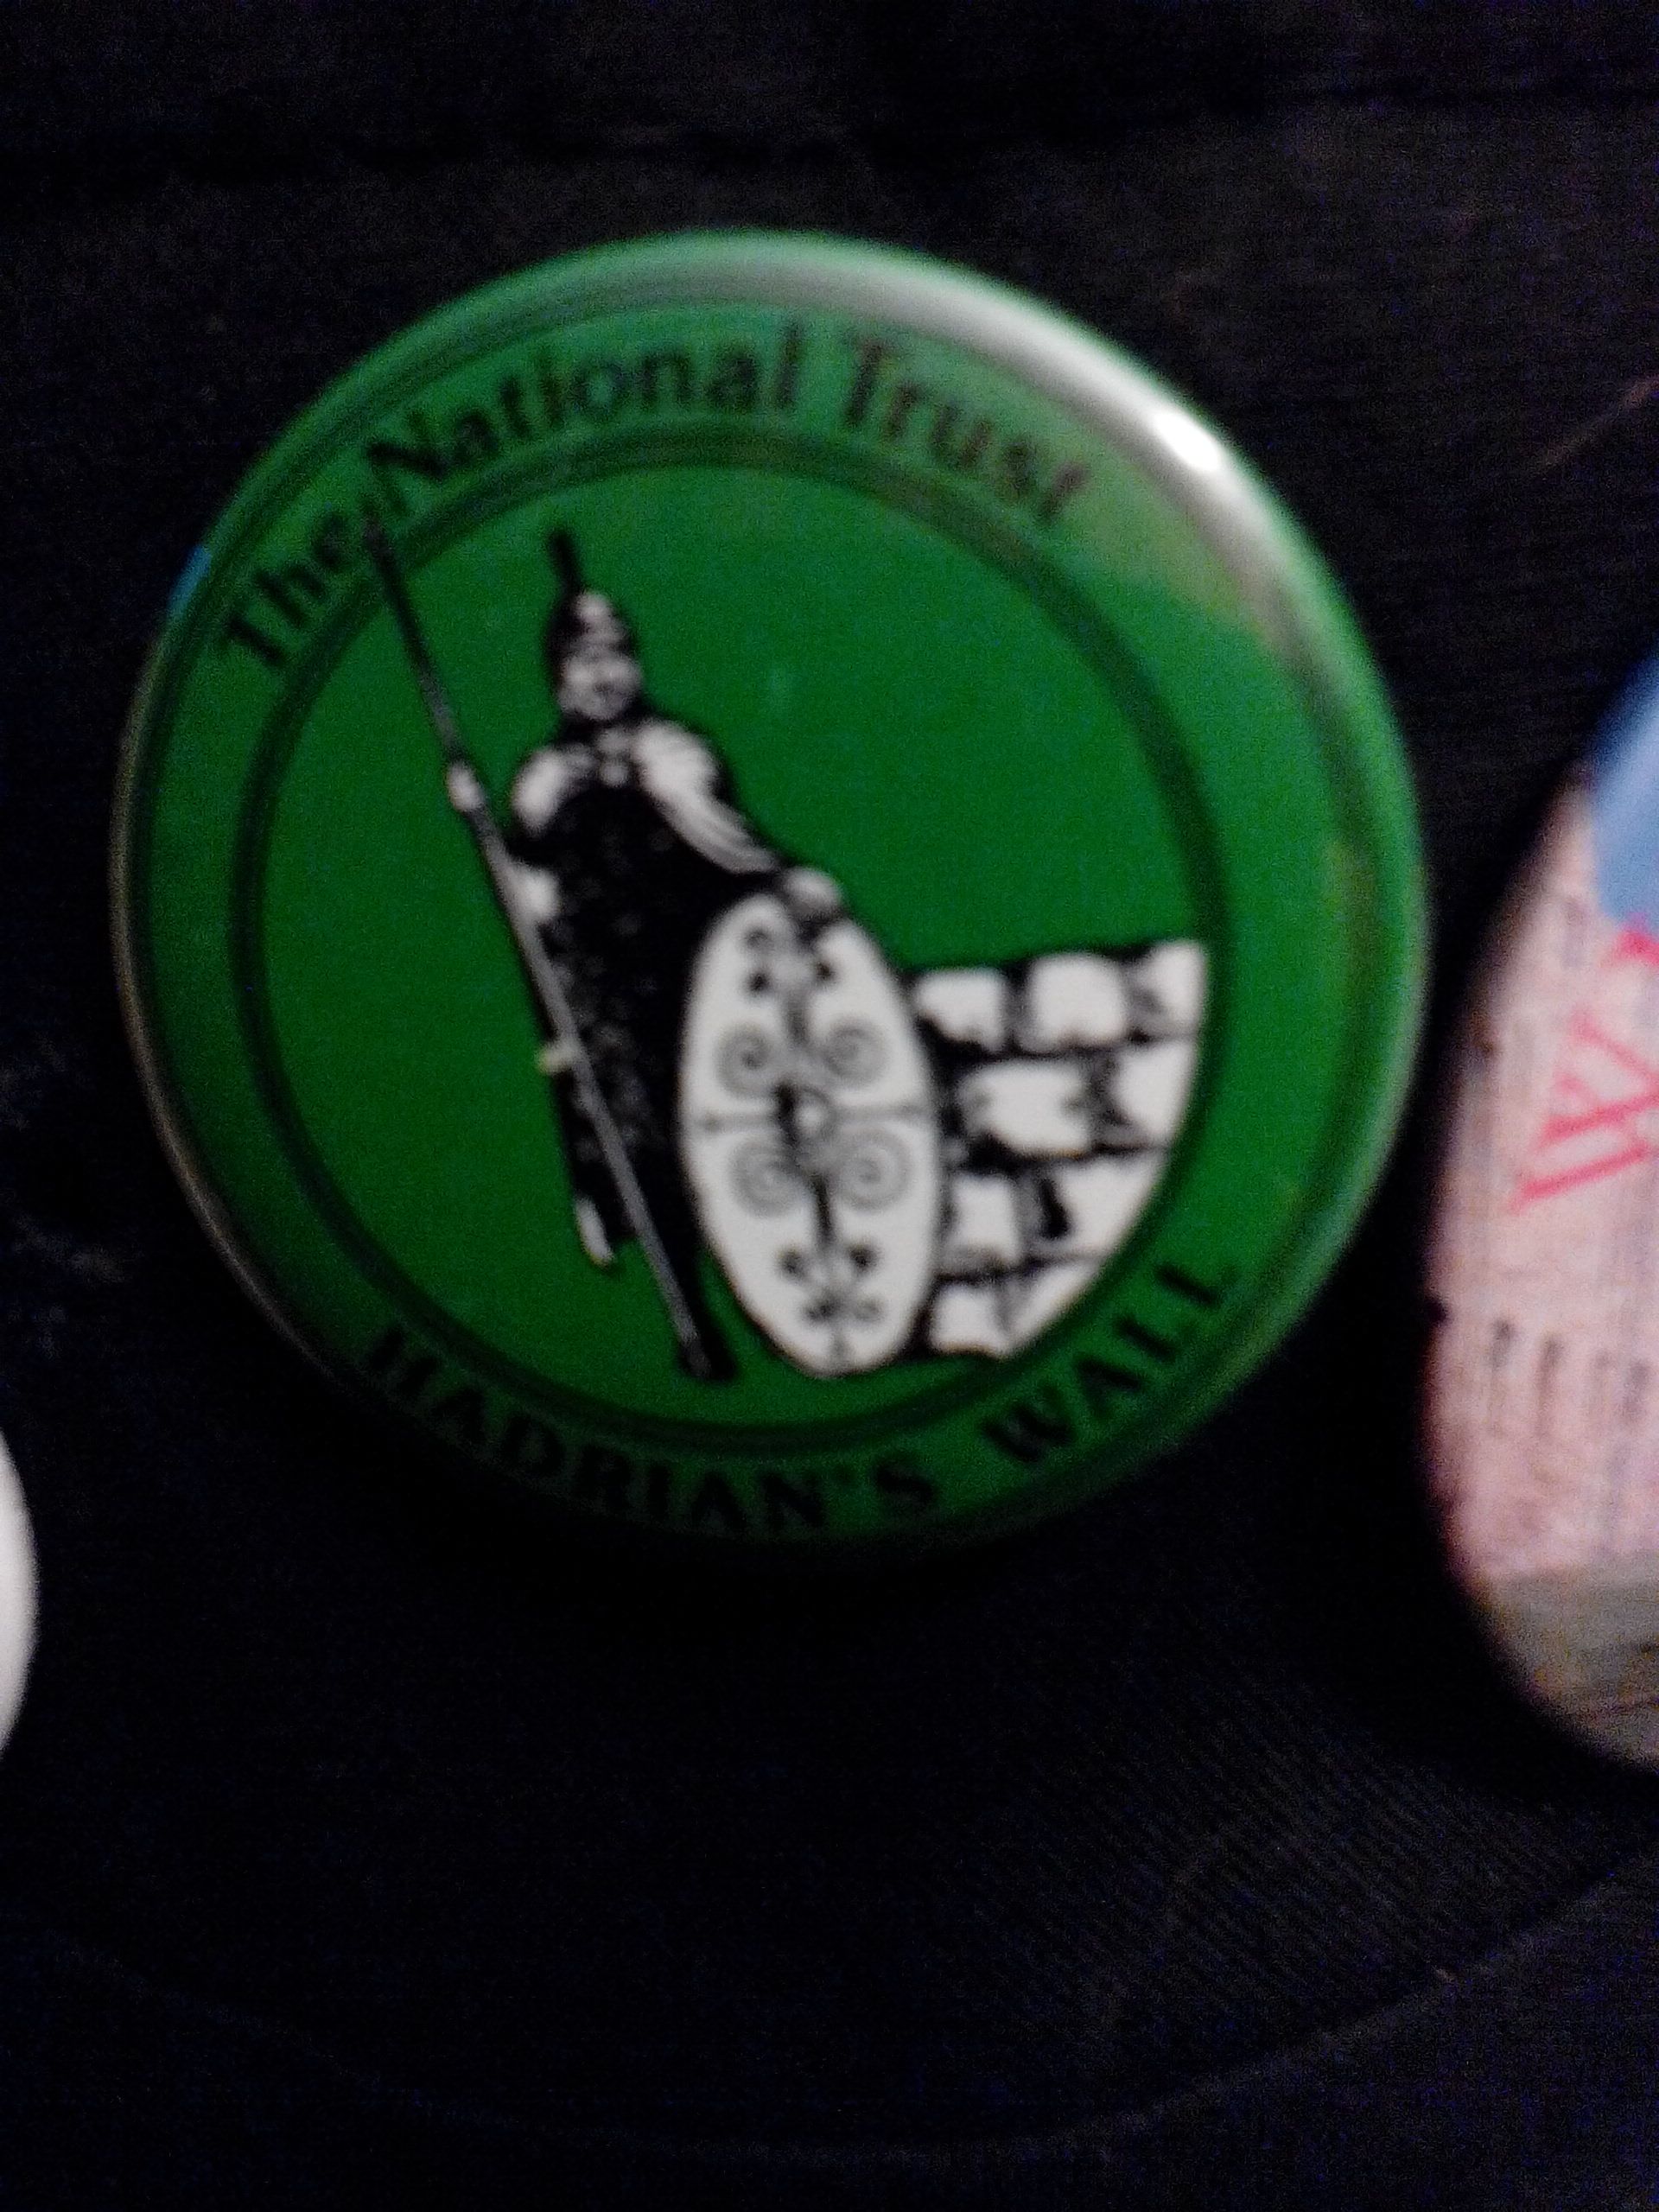 The National Trust
HADRIAN'S WALL
W